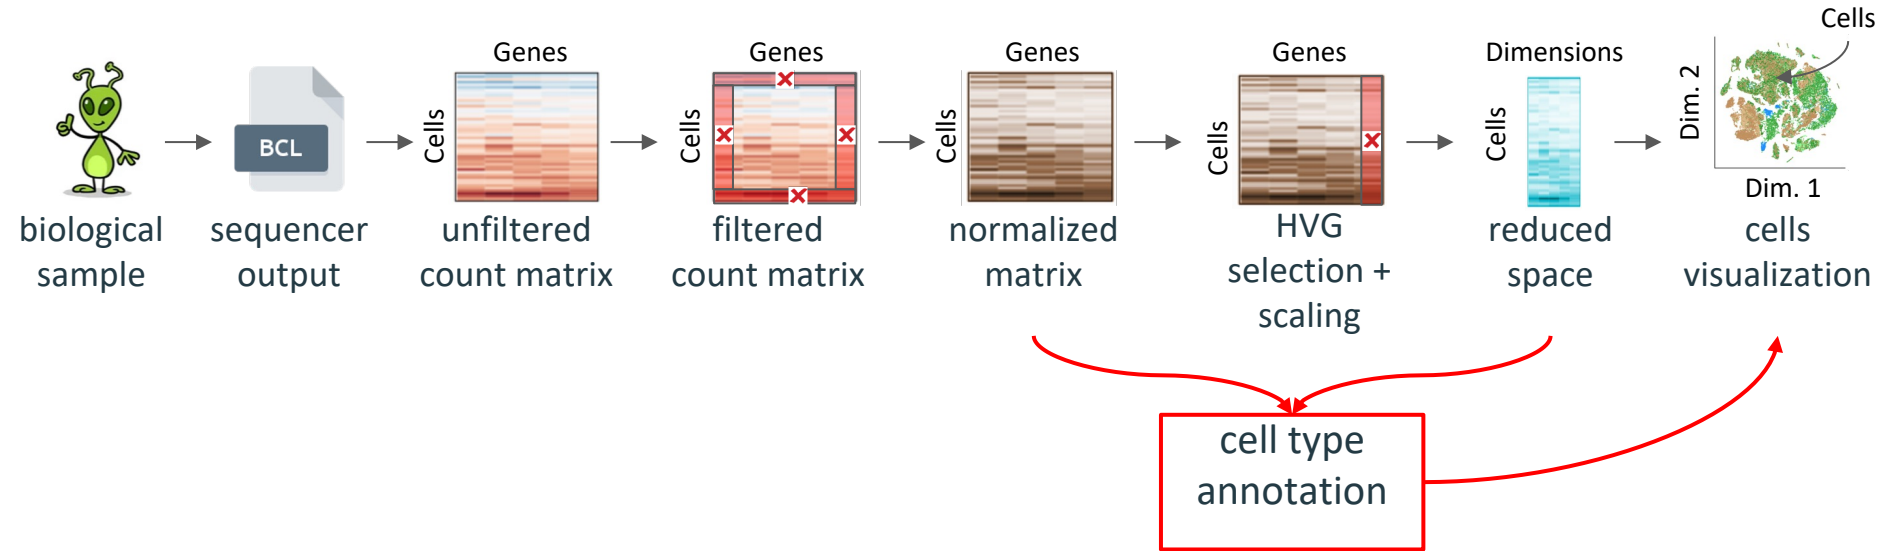 biological
sample
BCL
sequencer
output
Genes
Cells
unfiltered
count matrix
Genes
Cells
filtered
count matrix
Genes
Cells
normalized
matrix
Genes
Cells
HVG
selection +
scaling
Dimensions
Cells
reduced
space
Cells
Dim. 2
Dim. 1
cells
visualization
cell type
annotation